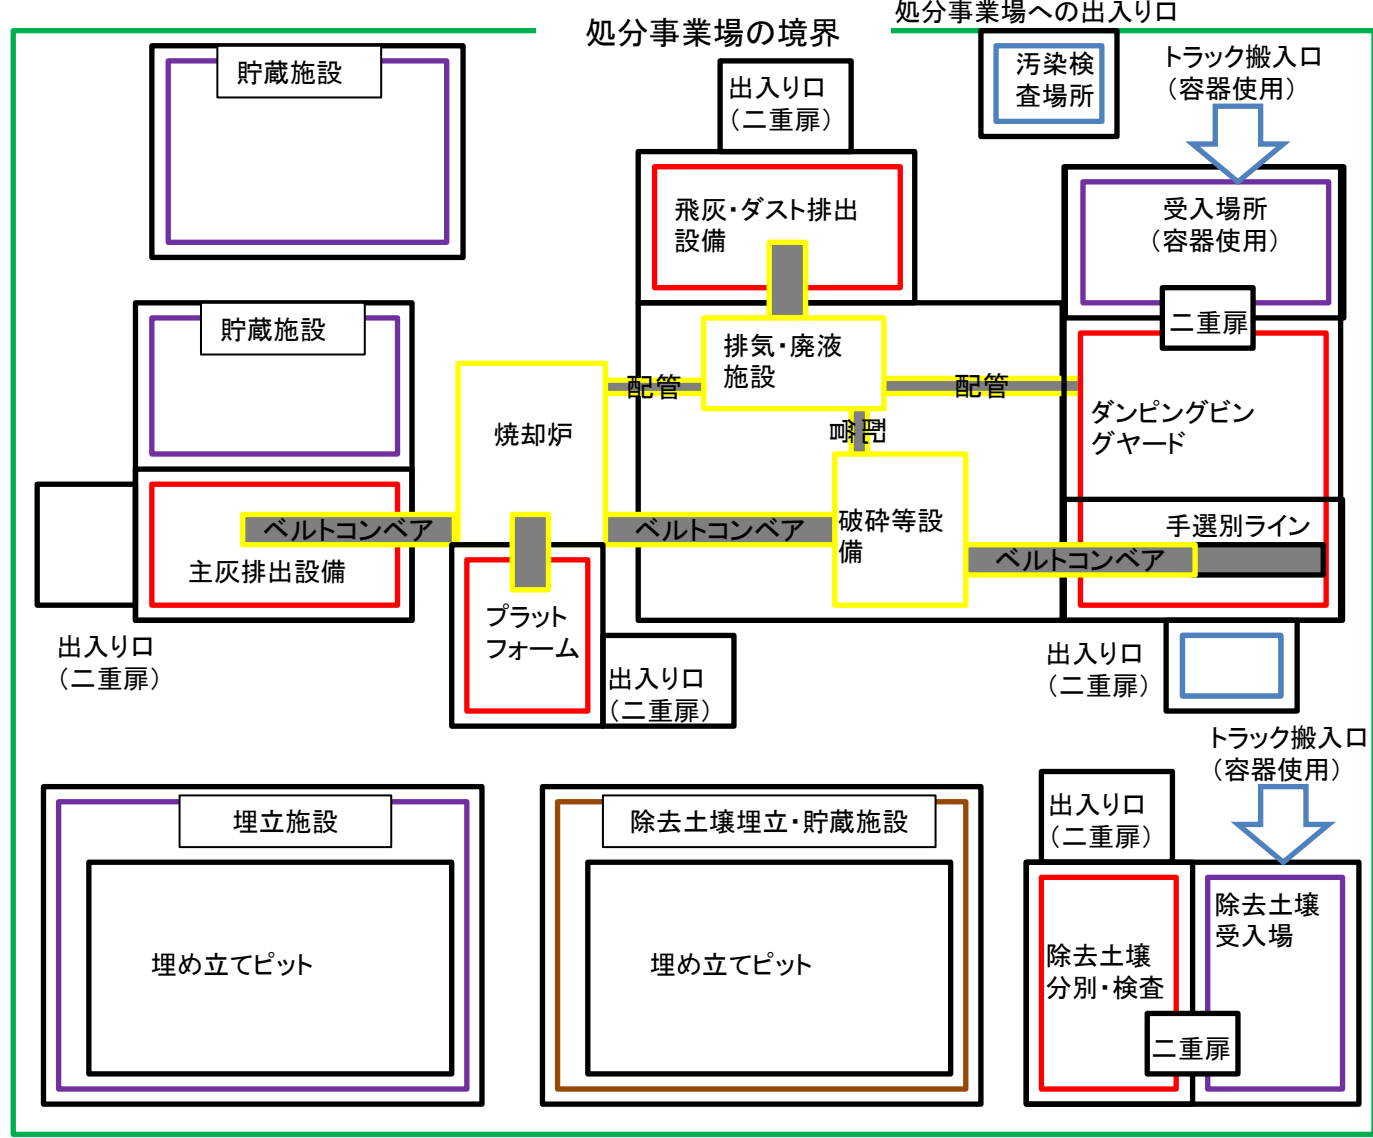 処分事業場への出入り口
処分事業場の境界
貯蔵施設
出入り口
（二重扉）
汚染検
査場所
トラック搬入口
（容器使用）
飛灰・ダスト排出
設備
受入場所
（容器使用）
二重扉
貯蔵施設
排気・廃液
施設
配管
配管
配管
焼却炉
ダンピングビン
グヤード
ベルトコンベア
ベルトコンベア
破砕等設
備
手選別ライン
ベルトコンベア
主灰排出設備
プラット
フォーム
出入り口
（二重扉）
出入り口
（二重扉）
出入り口
（二重扉）
トラック搬入口
（容器使用）
埋立施設
除去土壌埋立・貯蔵施設
出入り口
（二重扉）
埋め立てピット
埋め立てピット
除去土壌
分別・検査
除去土壌
受入場
二重扉